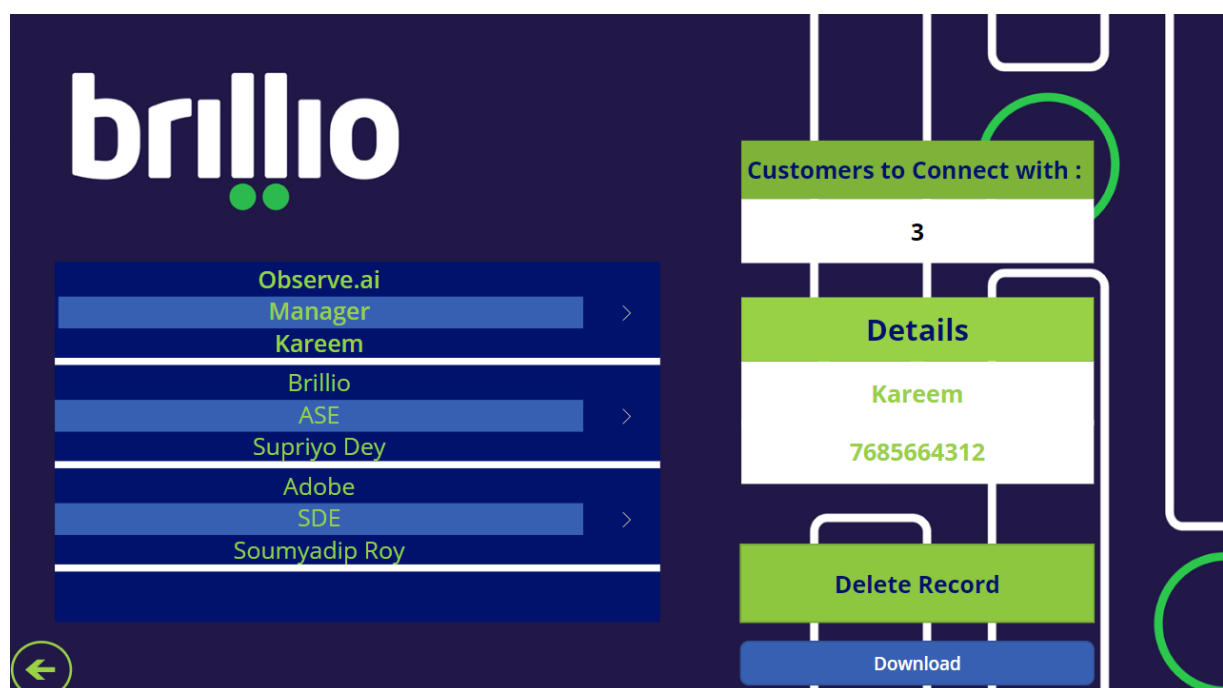 brillio
Observe.ai
Manager
Kareem
Brillio
ASE
Supriyo Dey
Adobe
SDE
Soumyadip Roy
Customers to Connect with :
3
Details
Kareem
7685664312
Delete Record
Download